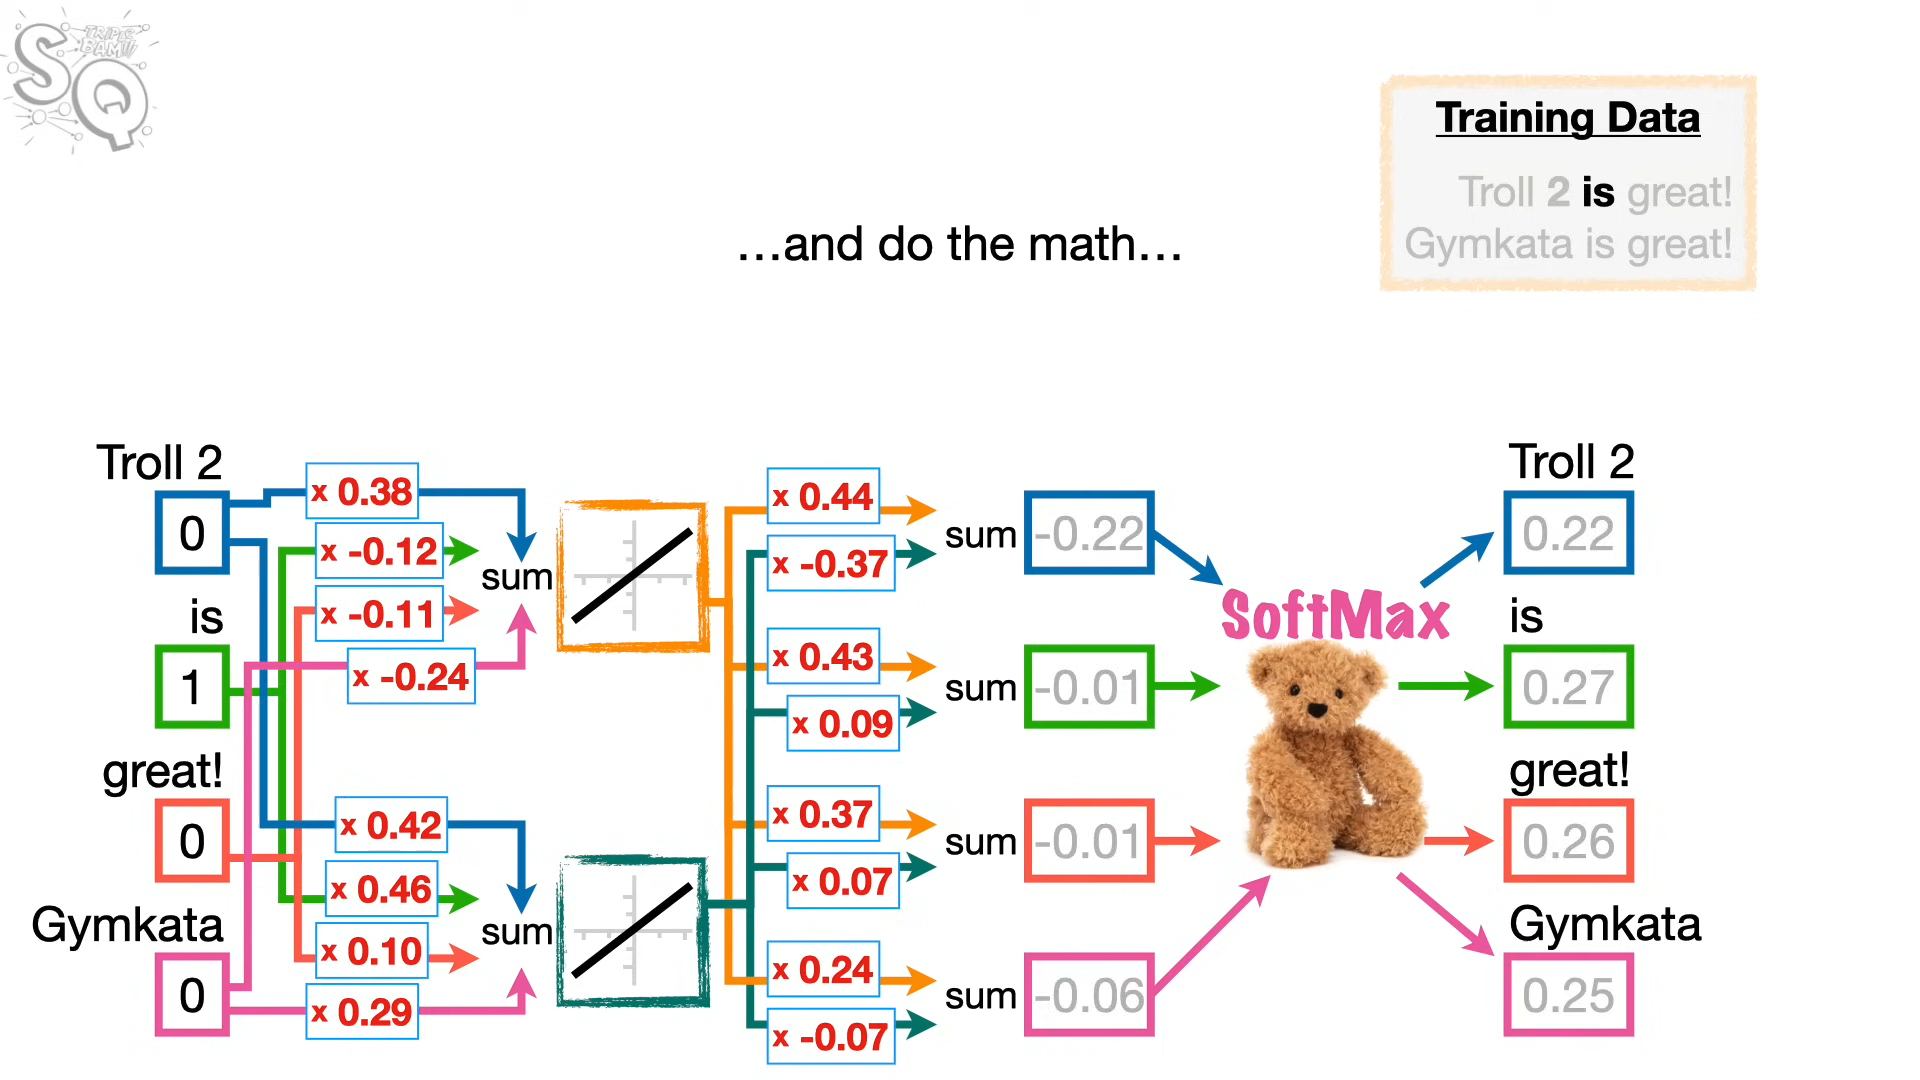 SQ
TRIPLE
BAM!!!
Training Data
Troll 2 is great!
Gymkata is great!
...and do the math...
Troll 2
0
is
1
great!
0
Gymkata
0
x 0.38
x -0.12
x -0.11
x -0.24
sum
x 0.42
x 0.46
x 0.10
x 0.29
sum
x 0.44
x -0.37
x 0.43
x 0.09
x 0.37
x 0.07
x 0.24
x -0.07
sum -0.22
sum -0.01
sum -0.01
sum -0.06
SoftMax
Troll 2
0.22
is
0.27
great!
0.26
Gymkata
0.25